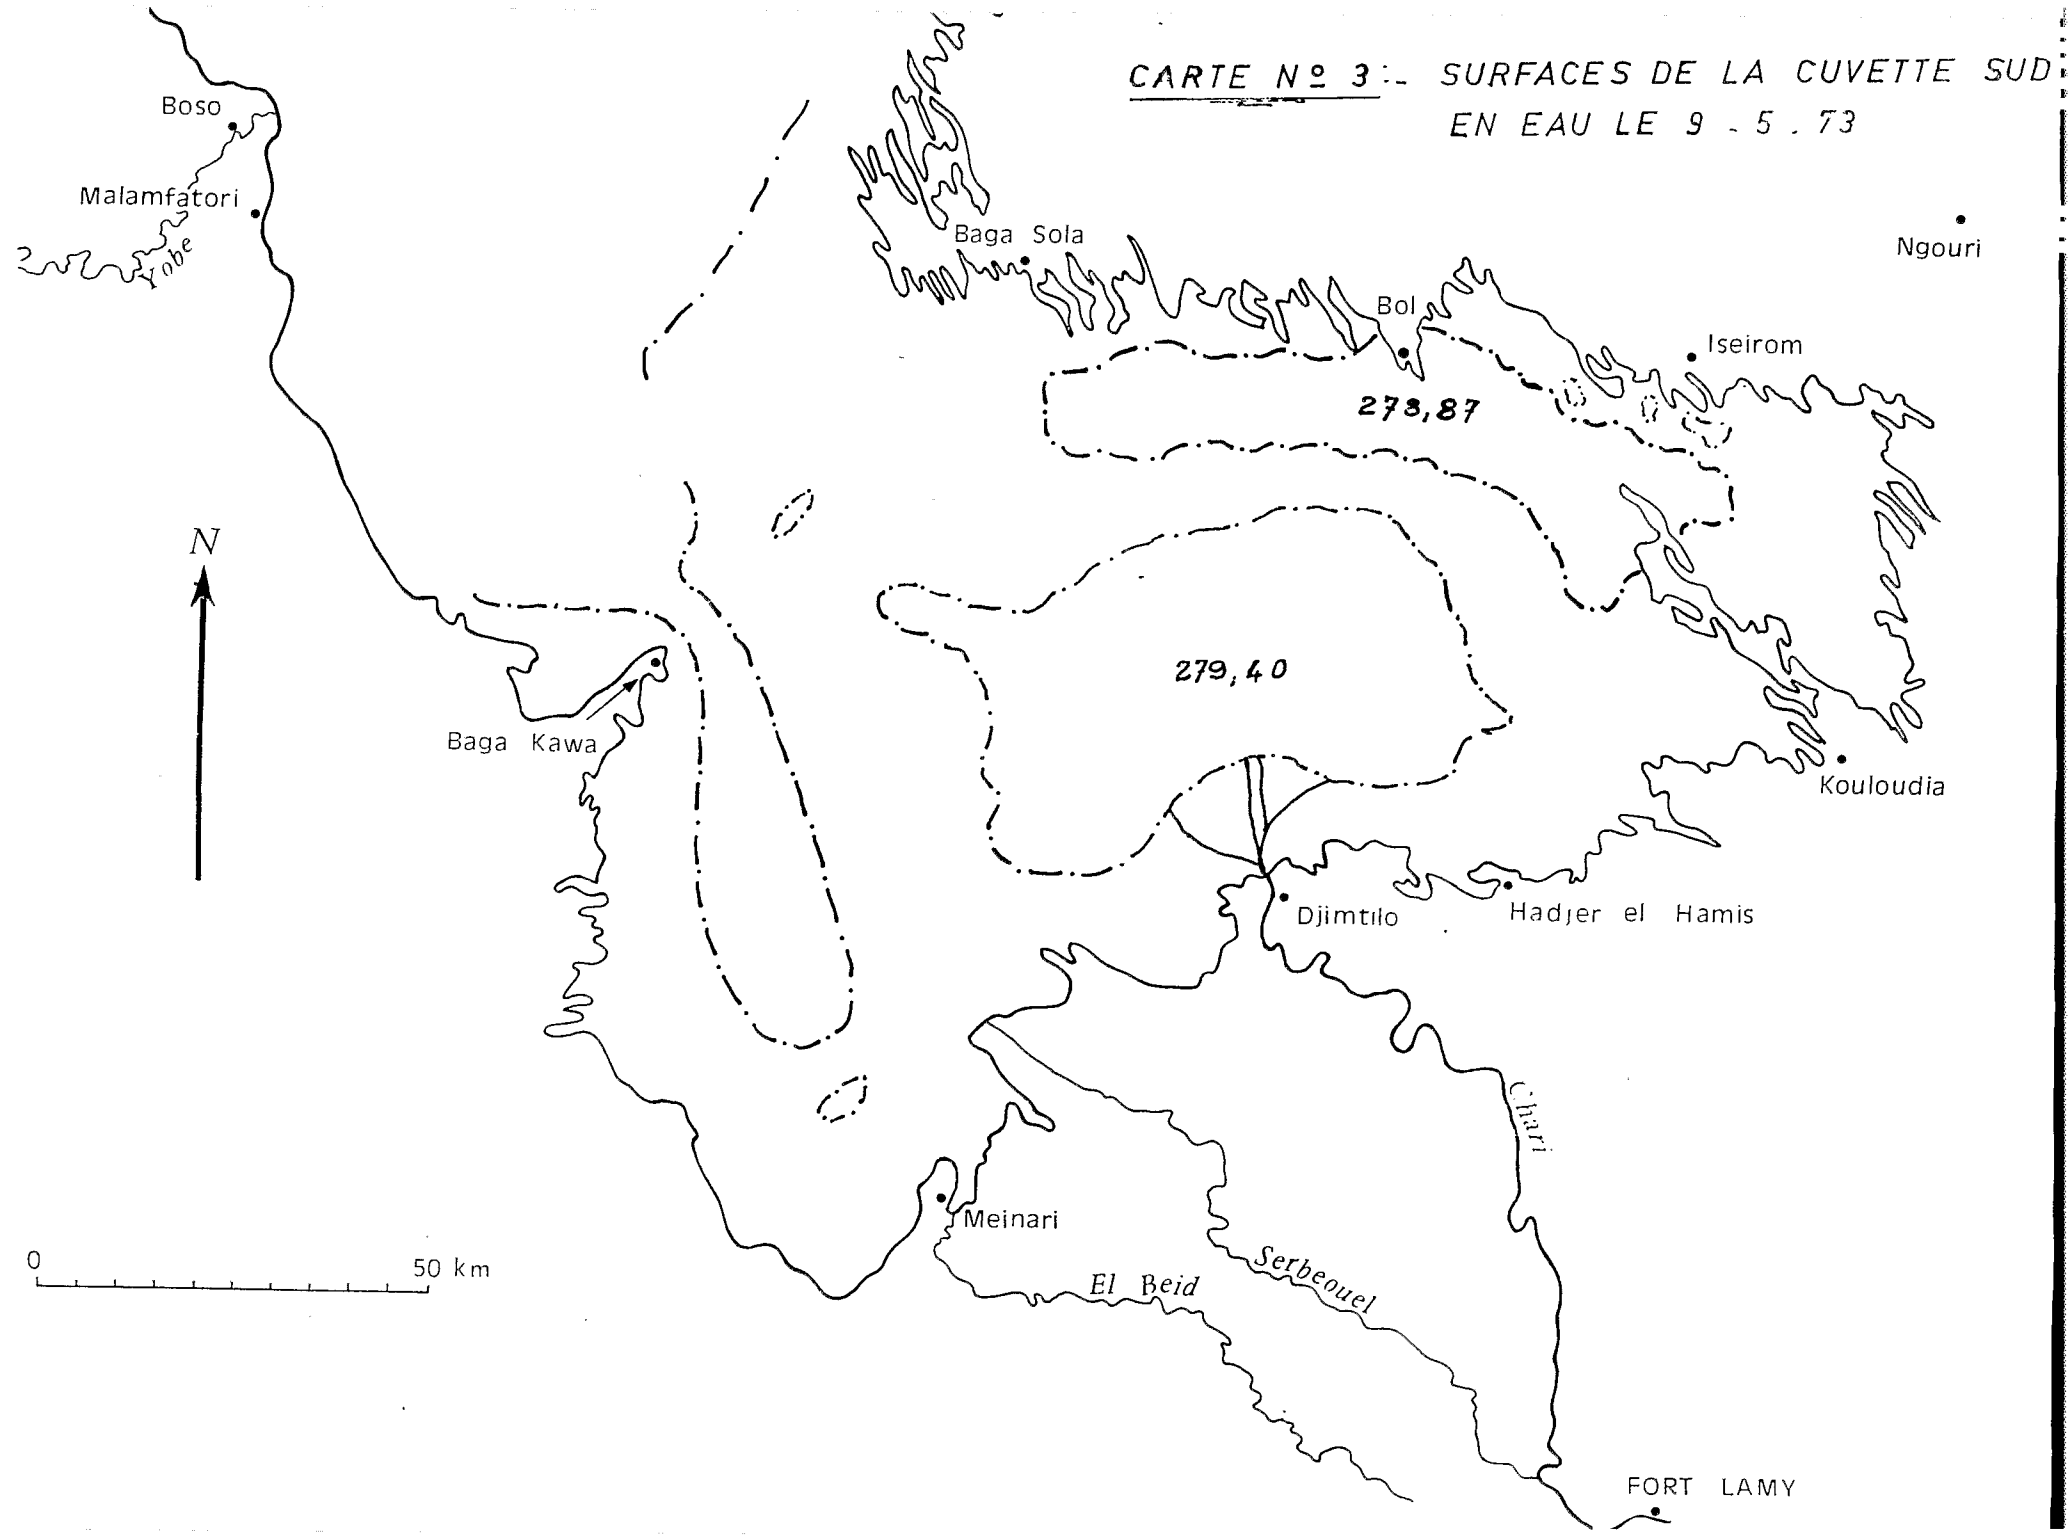 CARTE Nº 3 :- SURFACES DE LA CUVETTE SUD
EN EAU LE 9 - 5 . 73
Boso
Malamfatori
Yobe
Baga Sola
Ngouri
Bol
Iseirom
273,87
N
279,40
Baga Kawa
Kouloudia
Djimtilo
Hadjer el Hamis
Chari
Meinari
Serbeouel
El Beid
0
50 km
FORT LAMY